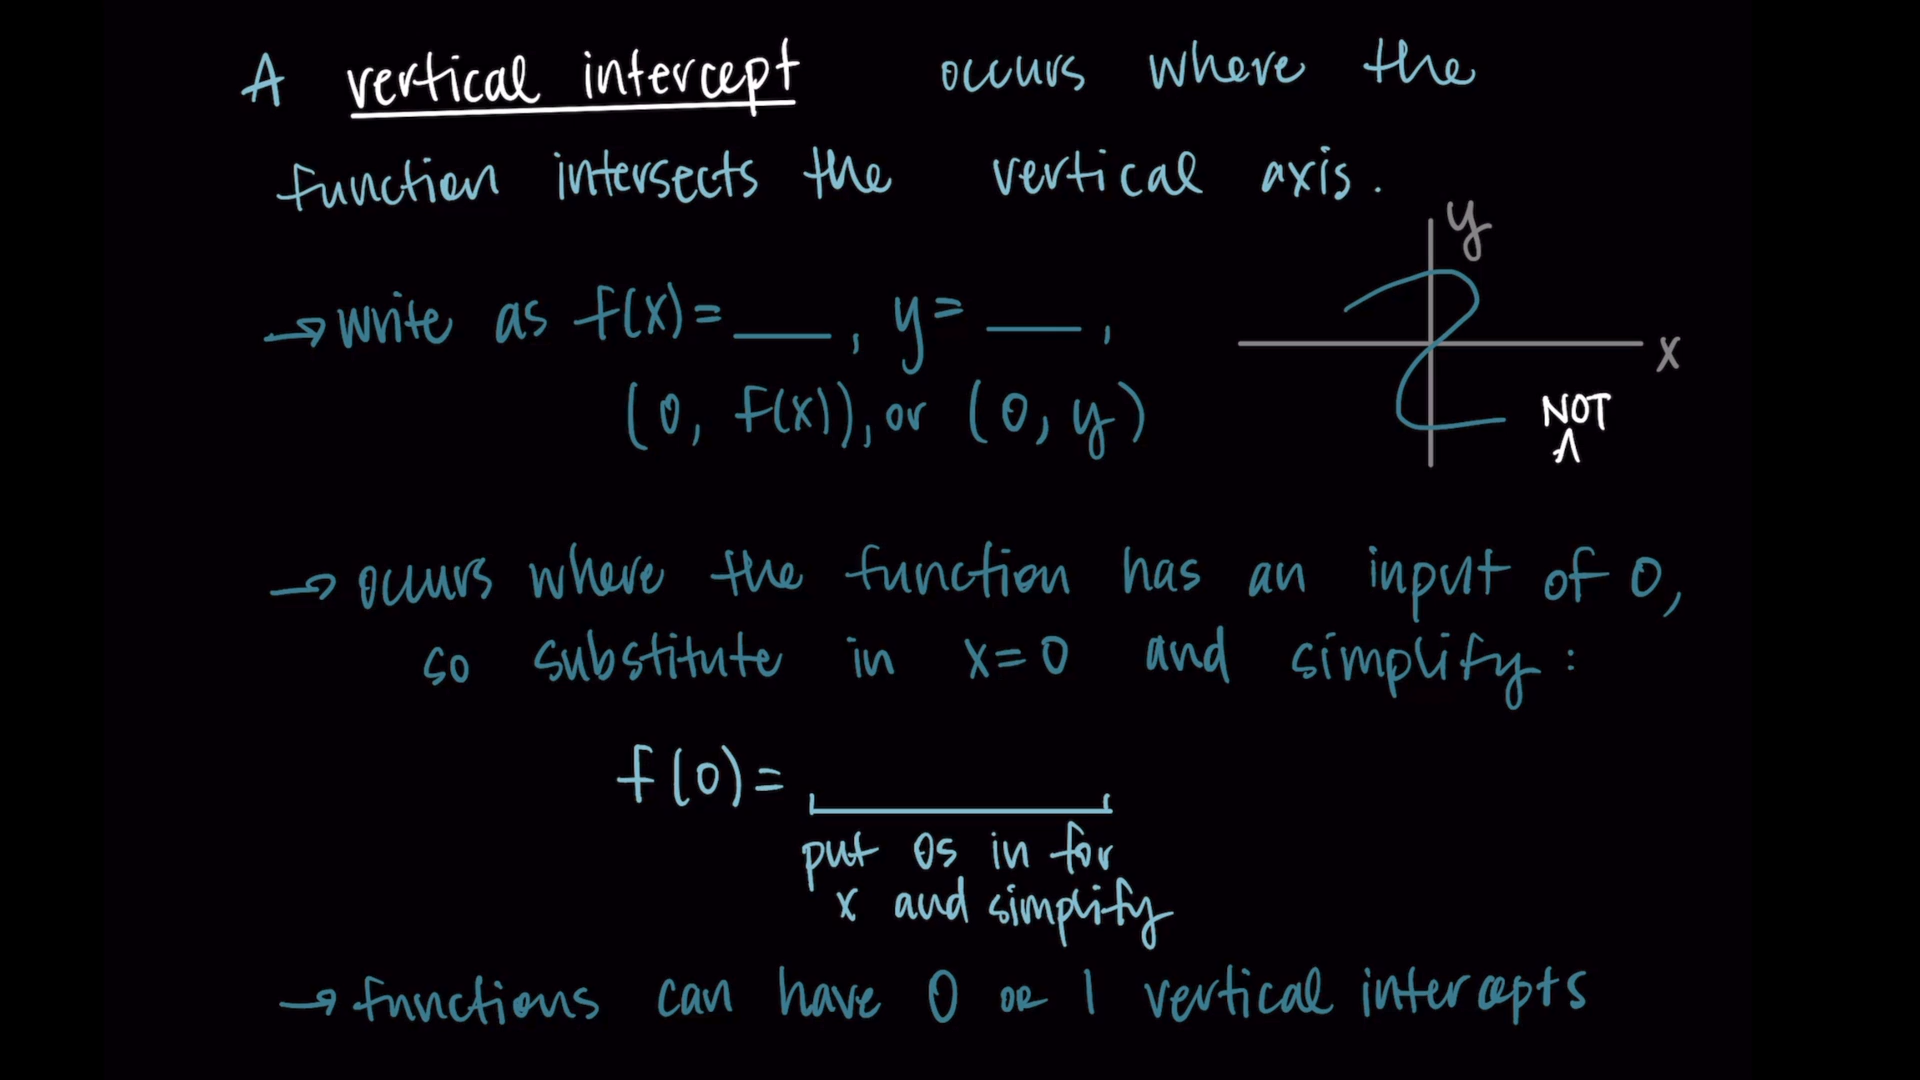 A vertical intercept occurs where the
function intersects the vertical axis.
y
→ write as f(x)=___, y=___,
x
(0, f(x)), or (0, y)
NOT
→ occurs where the function has an input of 0,
so substitute in x=0 and simplify:
f(0)=___
put 0s in for
x and simplify
→ functions can have 0 OR 1 vertical intercepts